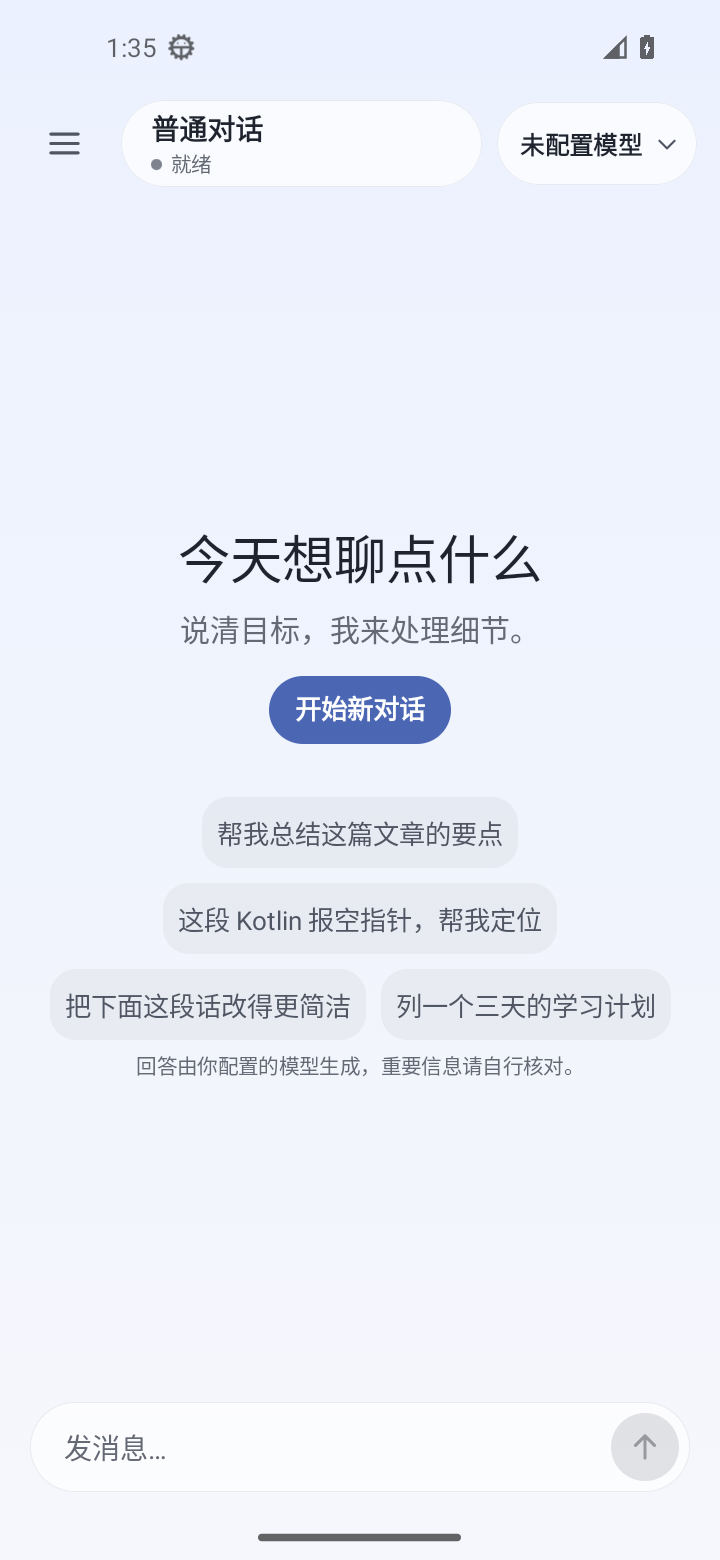 1:35
普通对话
就绪
未配置模型
今天想聊点什么
说清目标，我来处理细节。
开始新对话
帮我总结这篇文章的要点
这段 Kotlin 报空指针，帮我定位
把下面这段话改得更简洁
列一个三天的学习计划
回答由你配置的模型生成，重要信息请自行核对。
发消息…